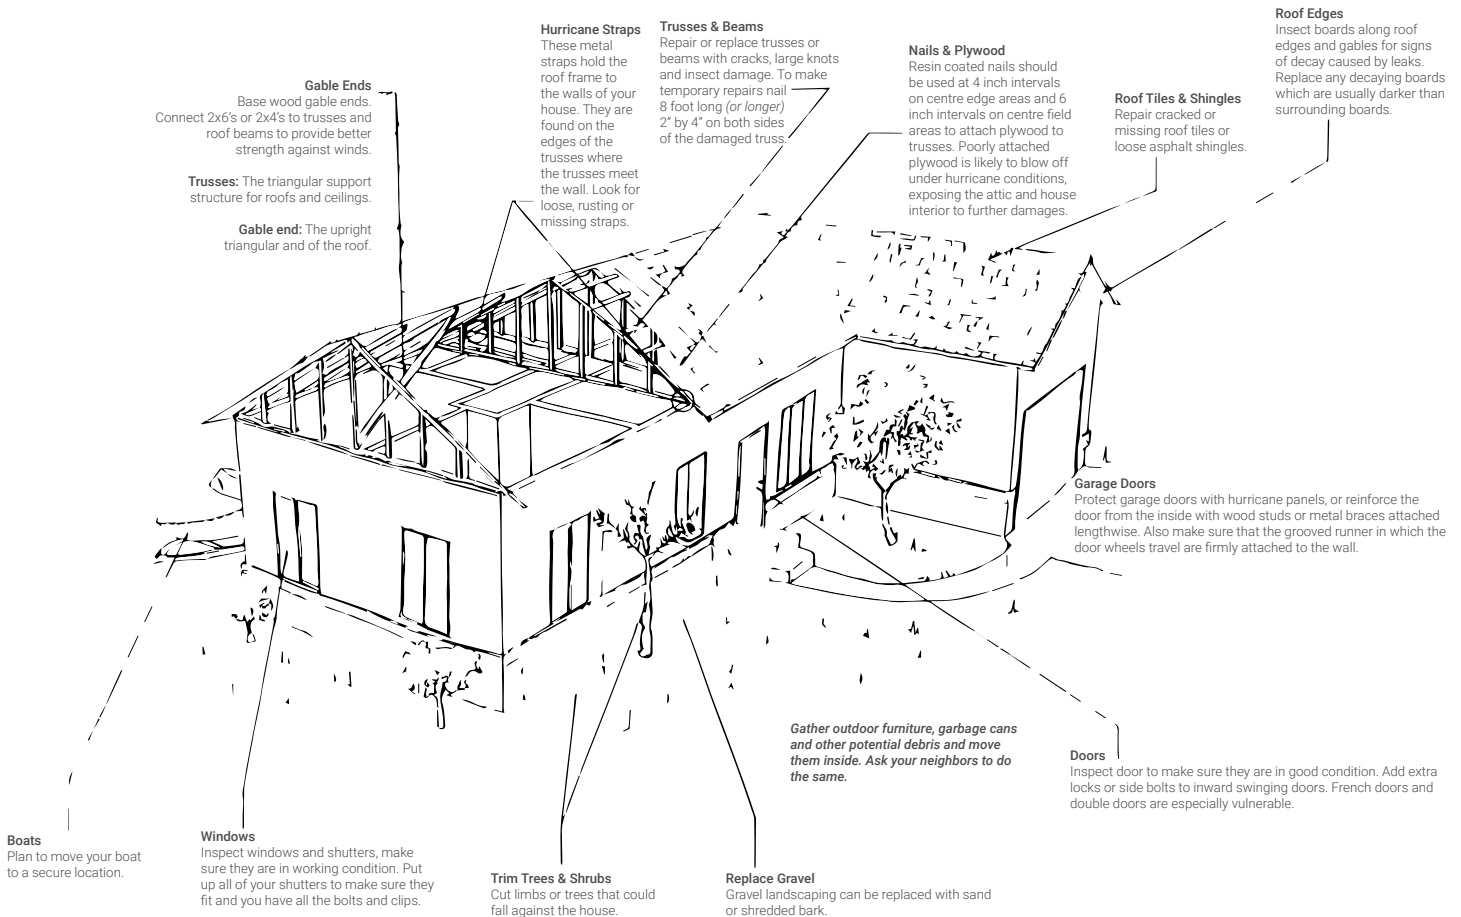 Gable Ends
Base wood gable ends.
Connect 2x6's or 2x4's to trusses and
roof beams to provide better
strength against winds.
Trusses: The triangular support
structure for roofs and ceilings.
Gable end: The upright
triangular and of the roof.
Hurricane Straps
These metal
straps hold the
roof frame to
the walls of your
house. They are
found on the
edges of the
trusses where
the trusses meet
the wall. Look for
loose, rusting or
missing straps.
Trusses & Beams
Repair or replace trusses or
beams with cracks, large knots
and insect damage. To make
temporary repairs nail
8 foot long (or longer)
2” by 4” on both sides
of the damaged truss.
Nails & Plywood
Resin coated nails should
be used at 4 inch intervals
on centre edge areas and 6
inch intervals on centre field
areas to attach plywood to
trusses. Poorly attached
plywood is likely to blow off
under hurricane conditions,
exposing the attic and house
interior to further damages.
Roof Tiles & Shingles
Repair cracked or
missing roof tiles or
loose asphalt shingles.
Roof Edges
Insect boards along roof
edges and gables for signs
of decay caused by leaks.
Replace any decaying boards
which are usually darker than
surrounding boards.
Garage Doors
Protect garage doors with hurricane panels, or reinforce the
door from the inside with wood studs or metal braces attached
lengthwise. Also make sure that the grooved runner in which the
door wheels travel are firmly attached to the wall.
Gather outdoor furniture, garbage cans
and other potential debris and move
them inside. Ask your neighbors to do
the same.
Doors
Inspect door to make sure they are in good condition. Add extra
locks or side bolts to inward swinging doors. French doors and
double doors are especially vulnerable.
Boats
Plan to move your boat
to a secure location.
Windows
Inspect windows and shutters, make
sure they are in working condition. Put
up all of your shutters to make sure they
fit and you have all the bolts and clips.
Trim Trees & Shrubs
Cut limbs or trees that could
fall against the house.
Replace Gravel
Gravel landscaping can be replaced with sand
or shredded bark.